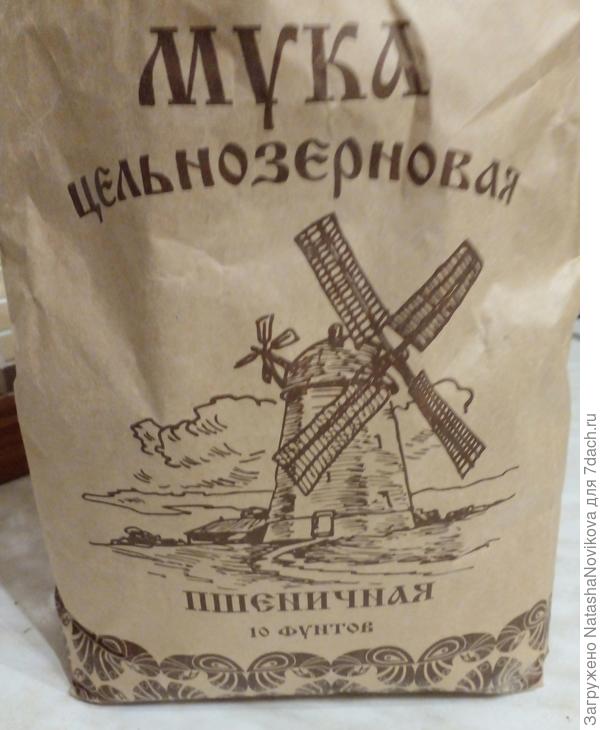 МУКА
ЦЕЛЬНОЗЕРНОВАЯ
ПШЕНИЧНАЯ
10 ФУНТОВ
Загружено NatashaNovikova для 7dach.ru